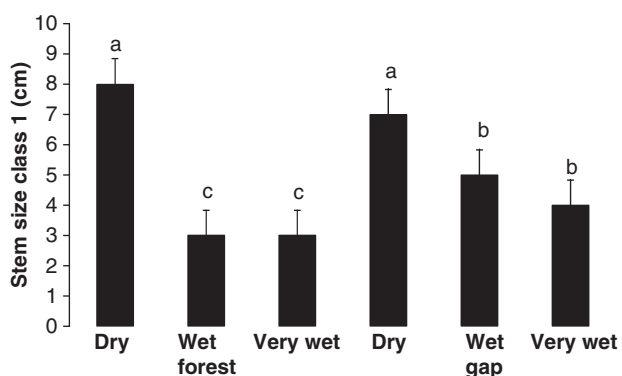 Stem size class 1 (cm)
10
9
8
7
6
5
4
3
2
1
0
a
c
c
a
b
b
Dry
Wet
forest
Very wet
Dry
Wet
gap
Very wet